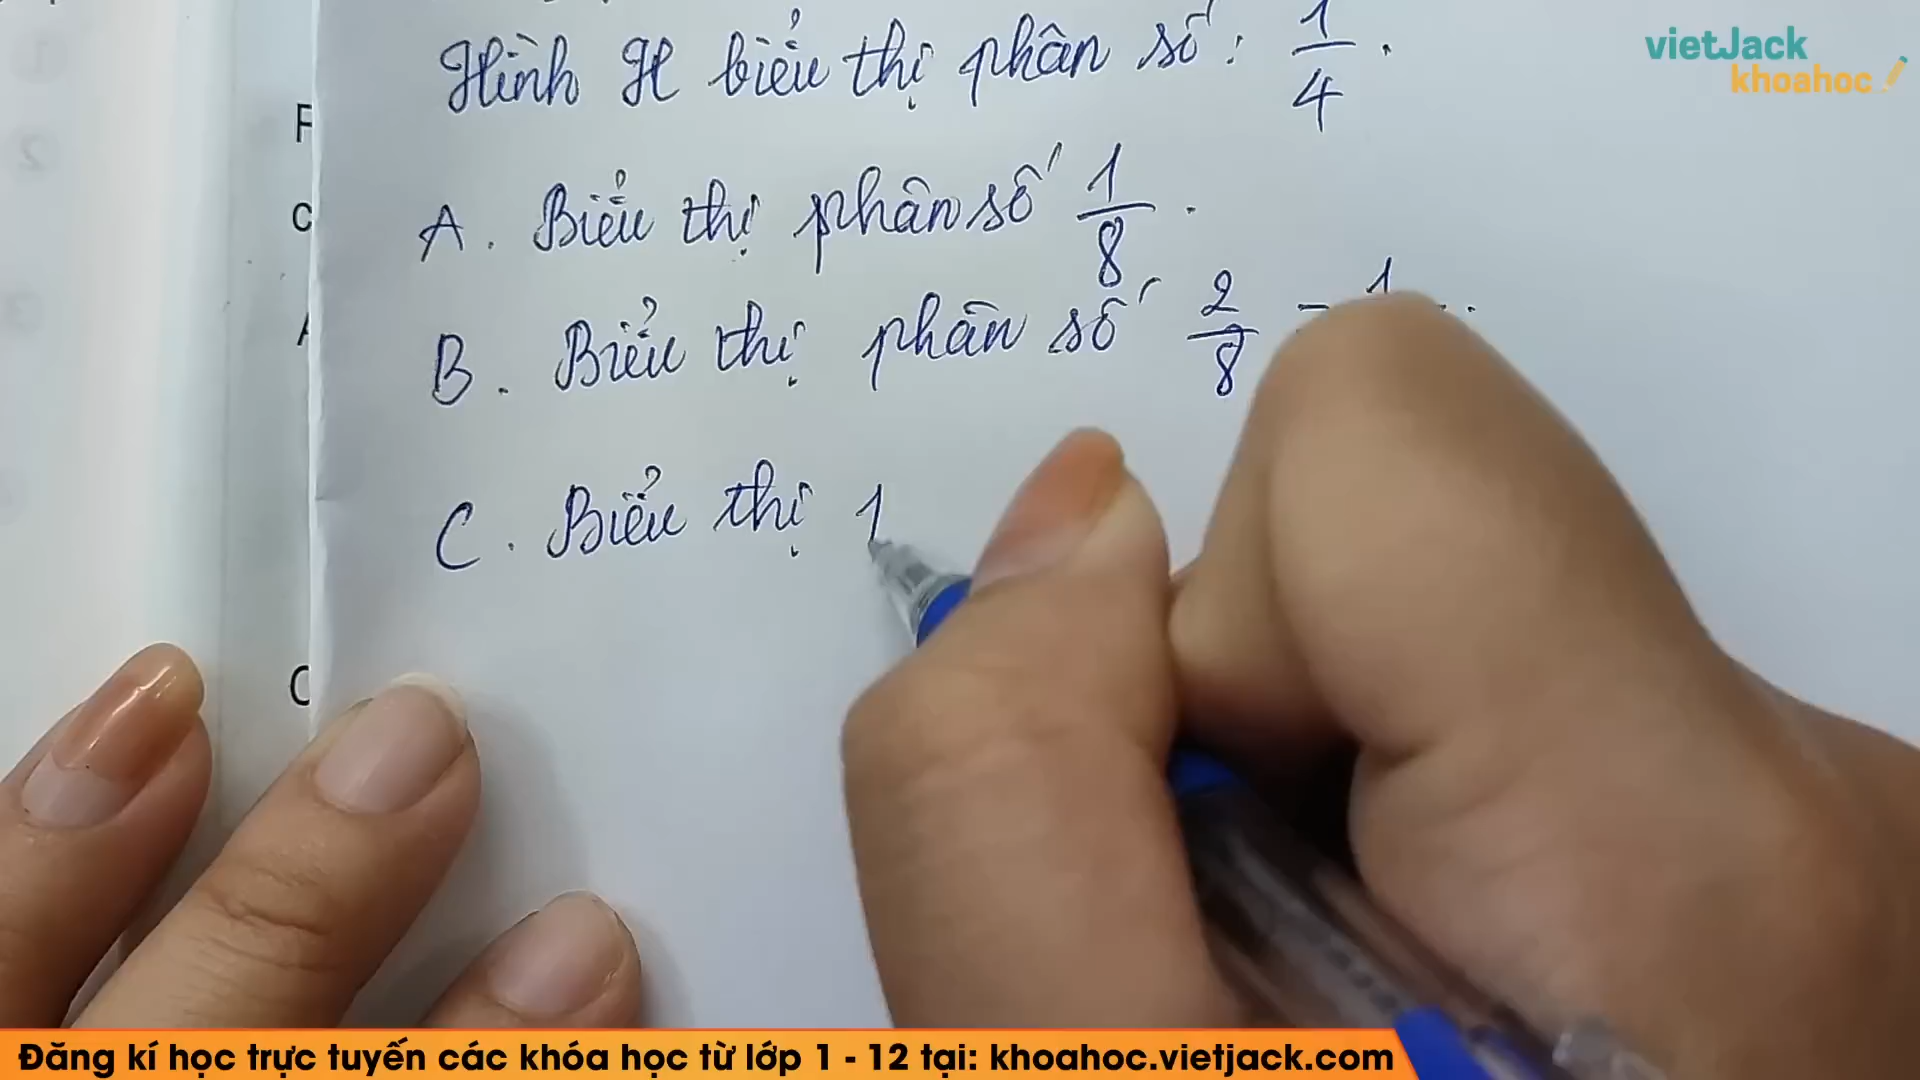 vietJack
khoahoc
Hình H biểu thị phân số: 1/4.
A. Biểu thị phân số 1/8.
B. Biểu thị phân số 2/8 = 1
C. Biểu thị 1
Đăng kí học trực tuyến các khóa học từ lớp 1 - 12 tại: khoahoc.vietjack.com